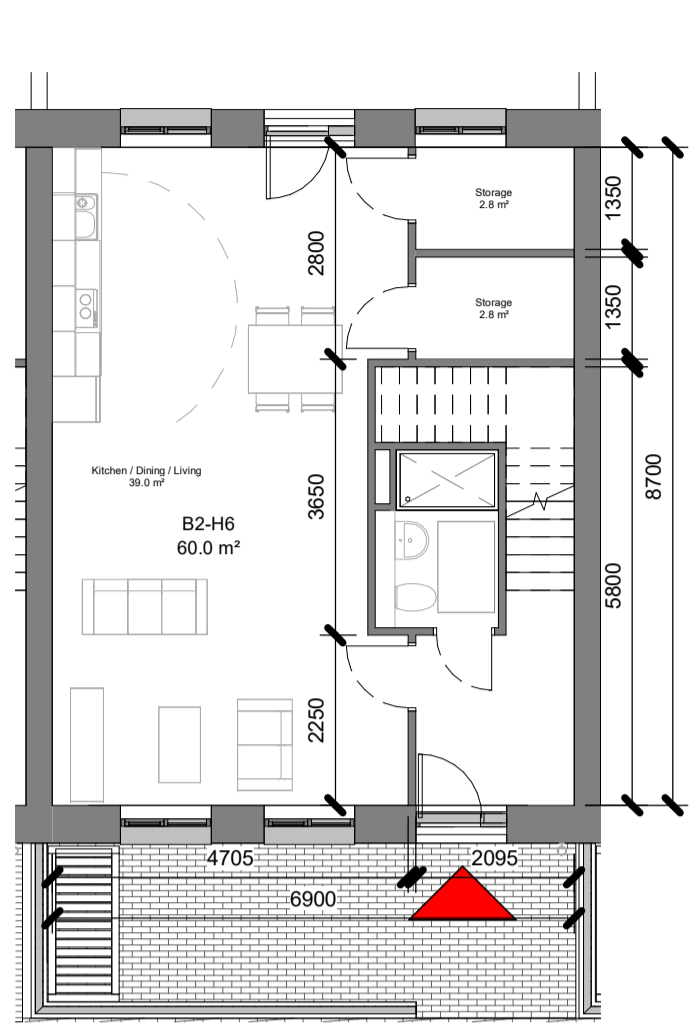 Storage
2.8 m²
1350
2800
Storage
2.8 m²
1350
8700
Kitchen / Dining / Living
39.0 m²
3650
B2-H6
60.0 m²
5800
2250
4705
2095
6900